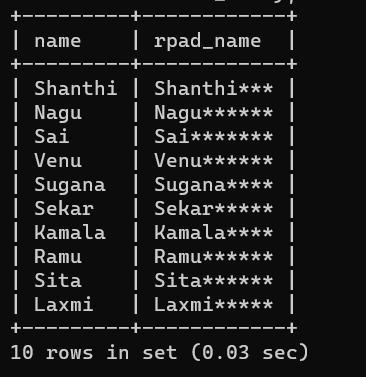 +---------+------------+
| name    | rpad_name  |
+---------+------------+
| Shanthi | Shanthi*** |
| Nagu    | Nagu****** |
| Sai     | Sai******* |
| Venu    | Venu****** |
| Sugana  | Sugana**** |
| Sekar   | Sekar***** |
| Kamala  | Kamala**** |
| Ramu    | Ramu****** |
| Sita    | Sita****** |
| Laxmi   | Laxmi***** |
+---------+------------+
10 rows in set (0.03 sec)